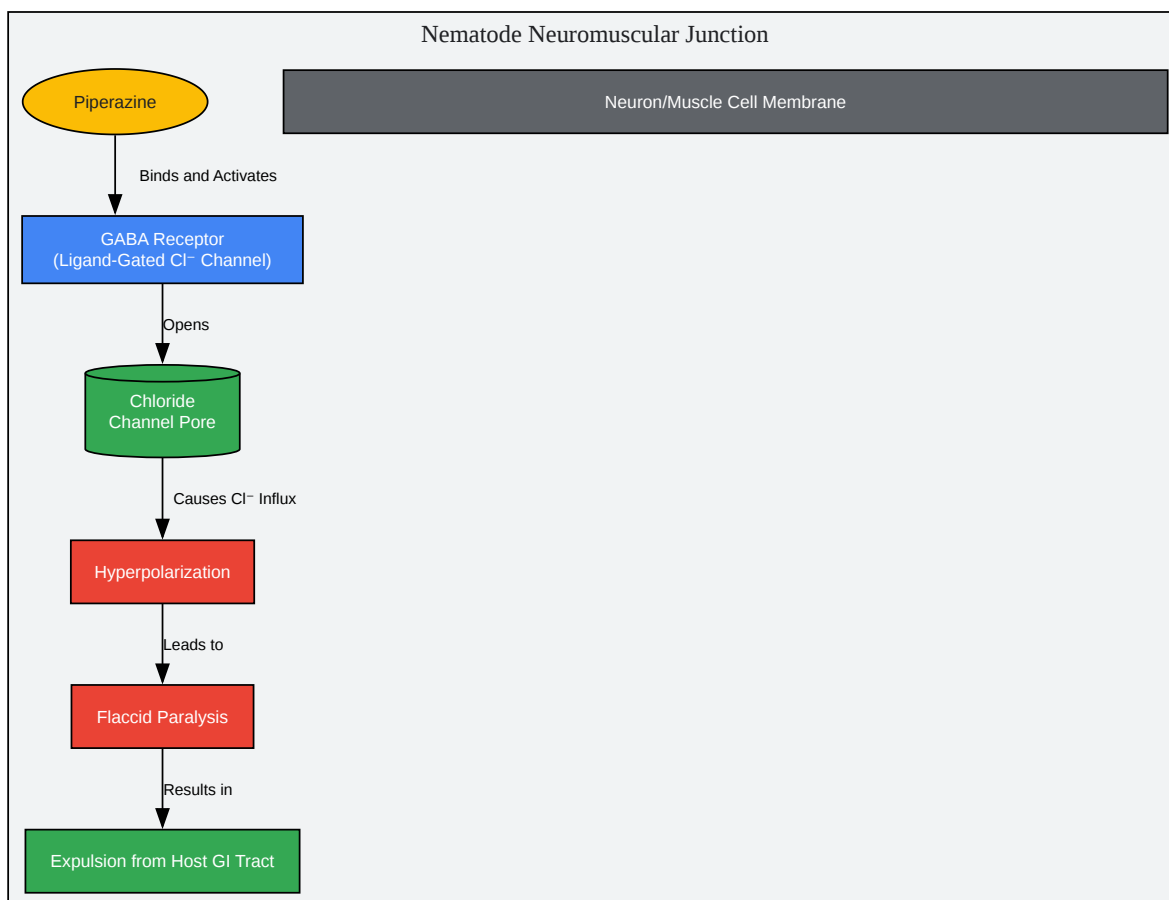 Nematode Neuromuscular Junction
Piperazine
Neuron/Muscle Cell Membrane
Binds and Activates
GABA Receptor
(Ligand-Gated Cl⁻ Channel)
Opens
Chloride
Channel Pore
Causes Cl⁻ Influx
Hyperpolarization
Leads to
Flaccid Paralysis
Results in
Expulsion from Host GI Tract